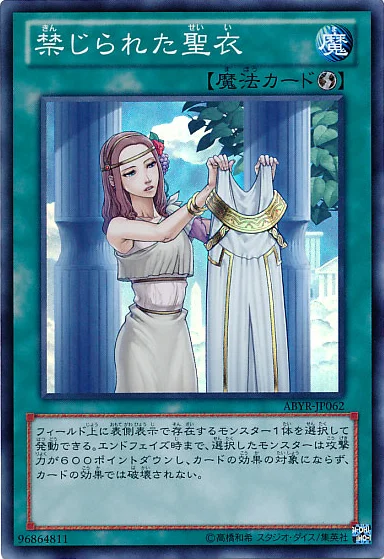 禁じられた聖衣
魔
【魔法カード】
ABYR-JP062
フィールド上に表側表示で存在するモンスター1体を選択して
発動できる。エンドフェイズ時まで、選択したモンスターは攻撃
力が600ポイントダウンし、カードの効果の対象にならず、
カードの効果では破壊されない。
96864811
©高橋和希 スタジオ・ダイス/集英社